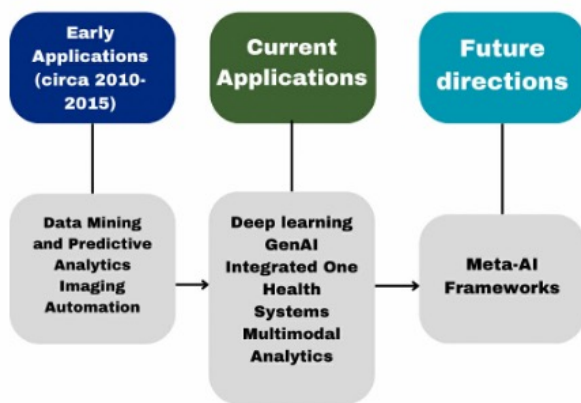 Early
Applications
(circa 2010-
2015)
Current
Applications
Future
directions
Data Mining
and Predictive
Analytics
Imaging
Automation
Deep learning
GenAI
Integrated One
Health
Systems
Multimodal
Analytics
Meta-AI
Frameworks